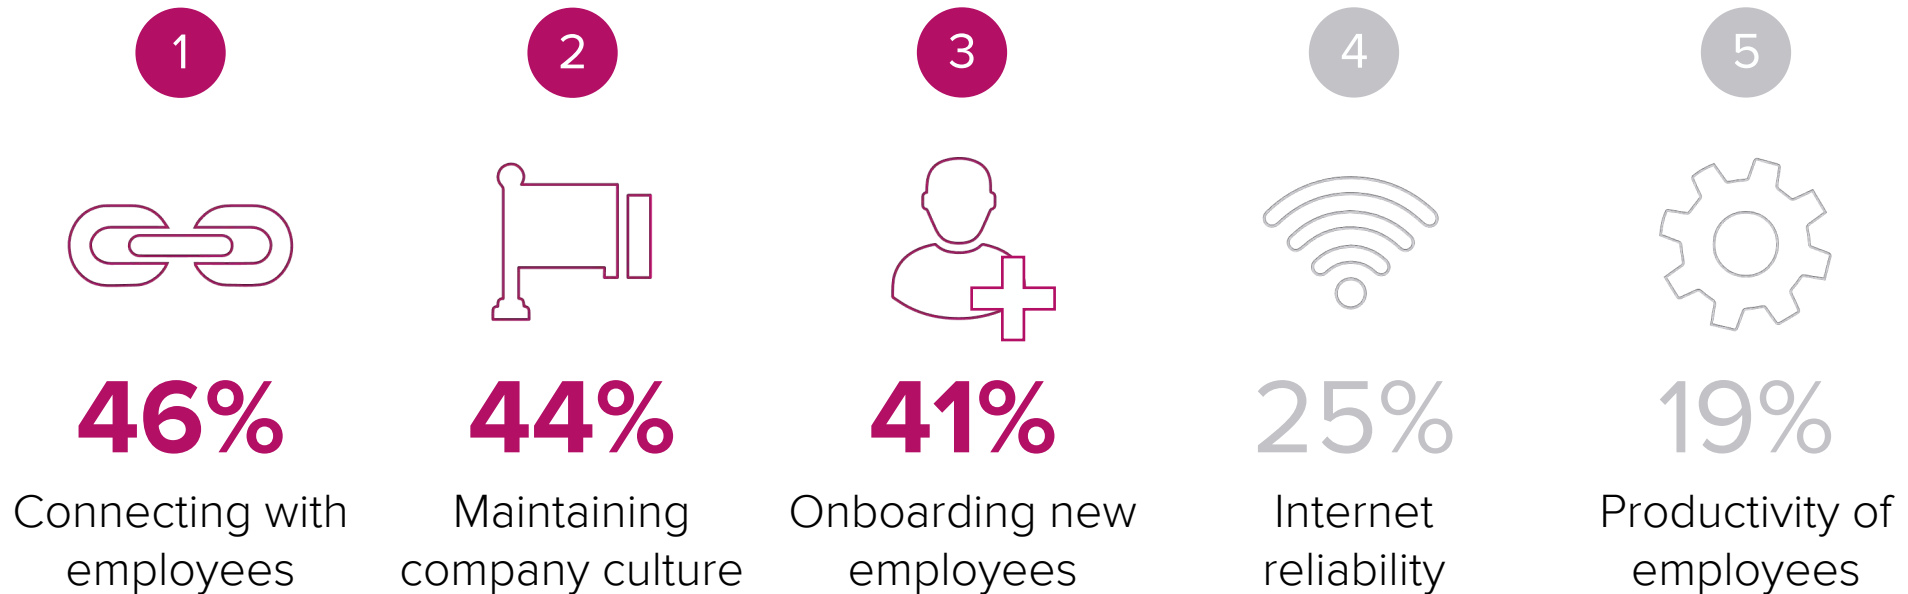 1
2
3
4
5
46%
44%
41%
25%
19%
Connecting with
employees
Maintaining
company culture
Onboarding new
employees
Internet
reliability
Productivity of
employees